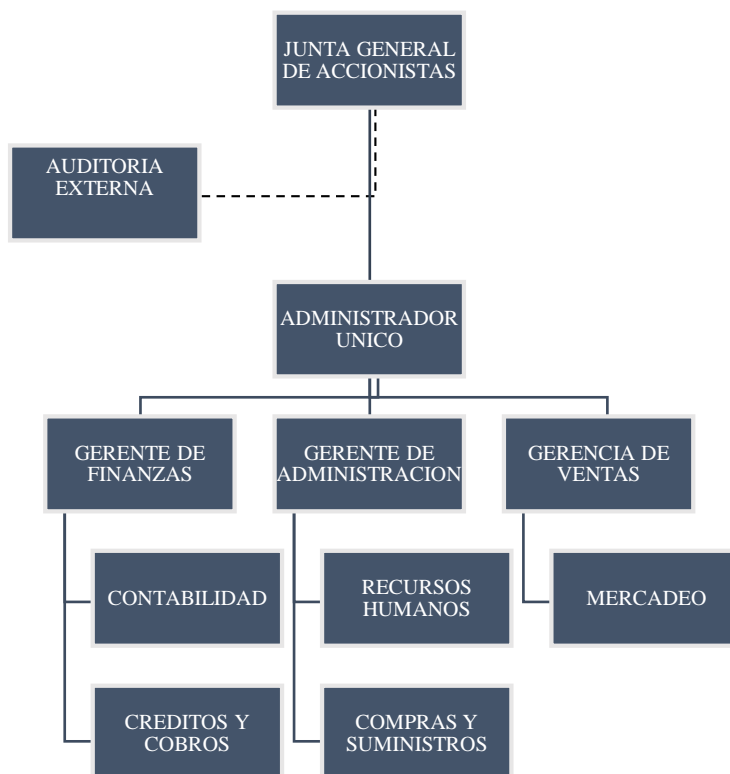 JUNTA GENERAL
DE ACCIONISTAS
AUDITORIA
EXTERNA
ADMINISTRADOR
UNICO
GERENTE DE
FINANZAS
GERENTE DE
ADMINISTRACION
GERENCIA DE
VENTAS
CONTABILIDAD
RECURSOS
HUMANOS
MERCADEO
CREDITOS Y
COBROS
COMPRAS Y
SUMINISTROS